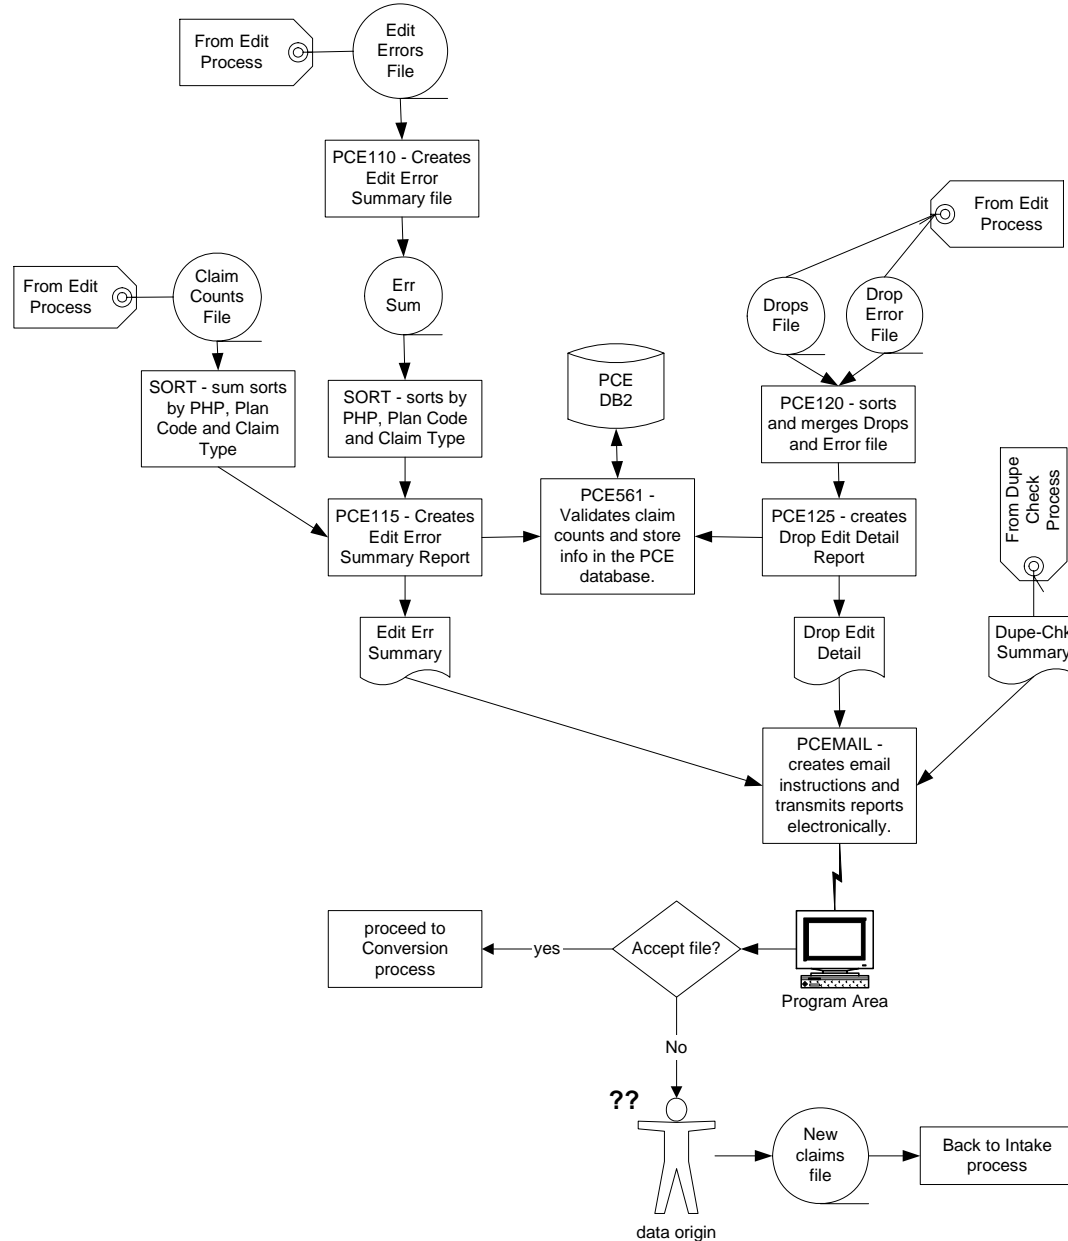 From Edit
Process
Edit
Errors
File
PCE110 - Creates
Edit Error
Summary file
From Edit
Process
From Edit
Process
Claim
Counts
File
Err
Sum
Drops
File
Drop
Error
File
SORT - sum sorts
by PHP, Plan
Code and Claim
Type
SORT - sorts by
PHP, Plan Code
and Claim Type
PCE
DB2
PCE120 - sorts
and merges Drops
and Error file
From Dupe
Check
Process
PCE115 - Creates
Edit Error
Summary Report
PCE561 -
Validates claim
counts and store
info in the PCE
database.
PCE125 - creates
Drop Edit Detail
Report
Edit Err
Summary
Drop Edit
Detail
Dupe-Chk
Summary
PCEMAIL -
creates email
instructions and
transmits reports
electronically.
proceed to
Conversion
process
yes
Accept file?
Program Area
No
??
data origin
New
claims
file
Back to Intake
process